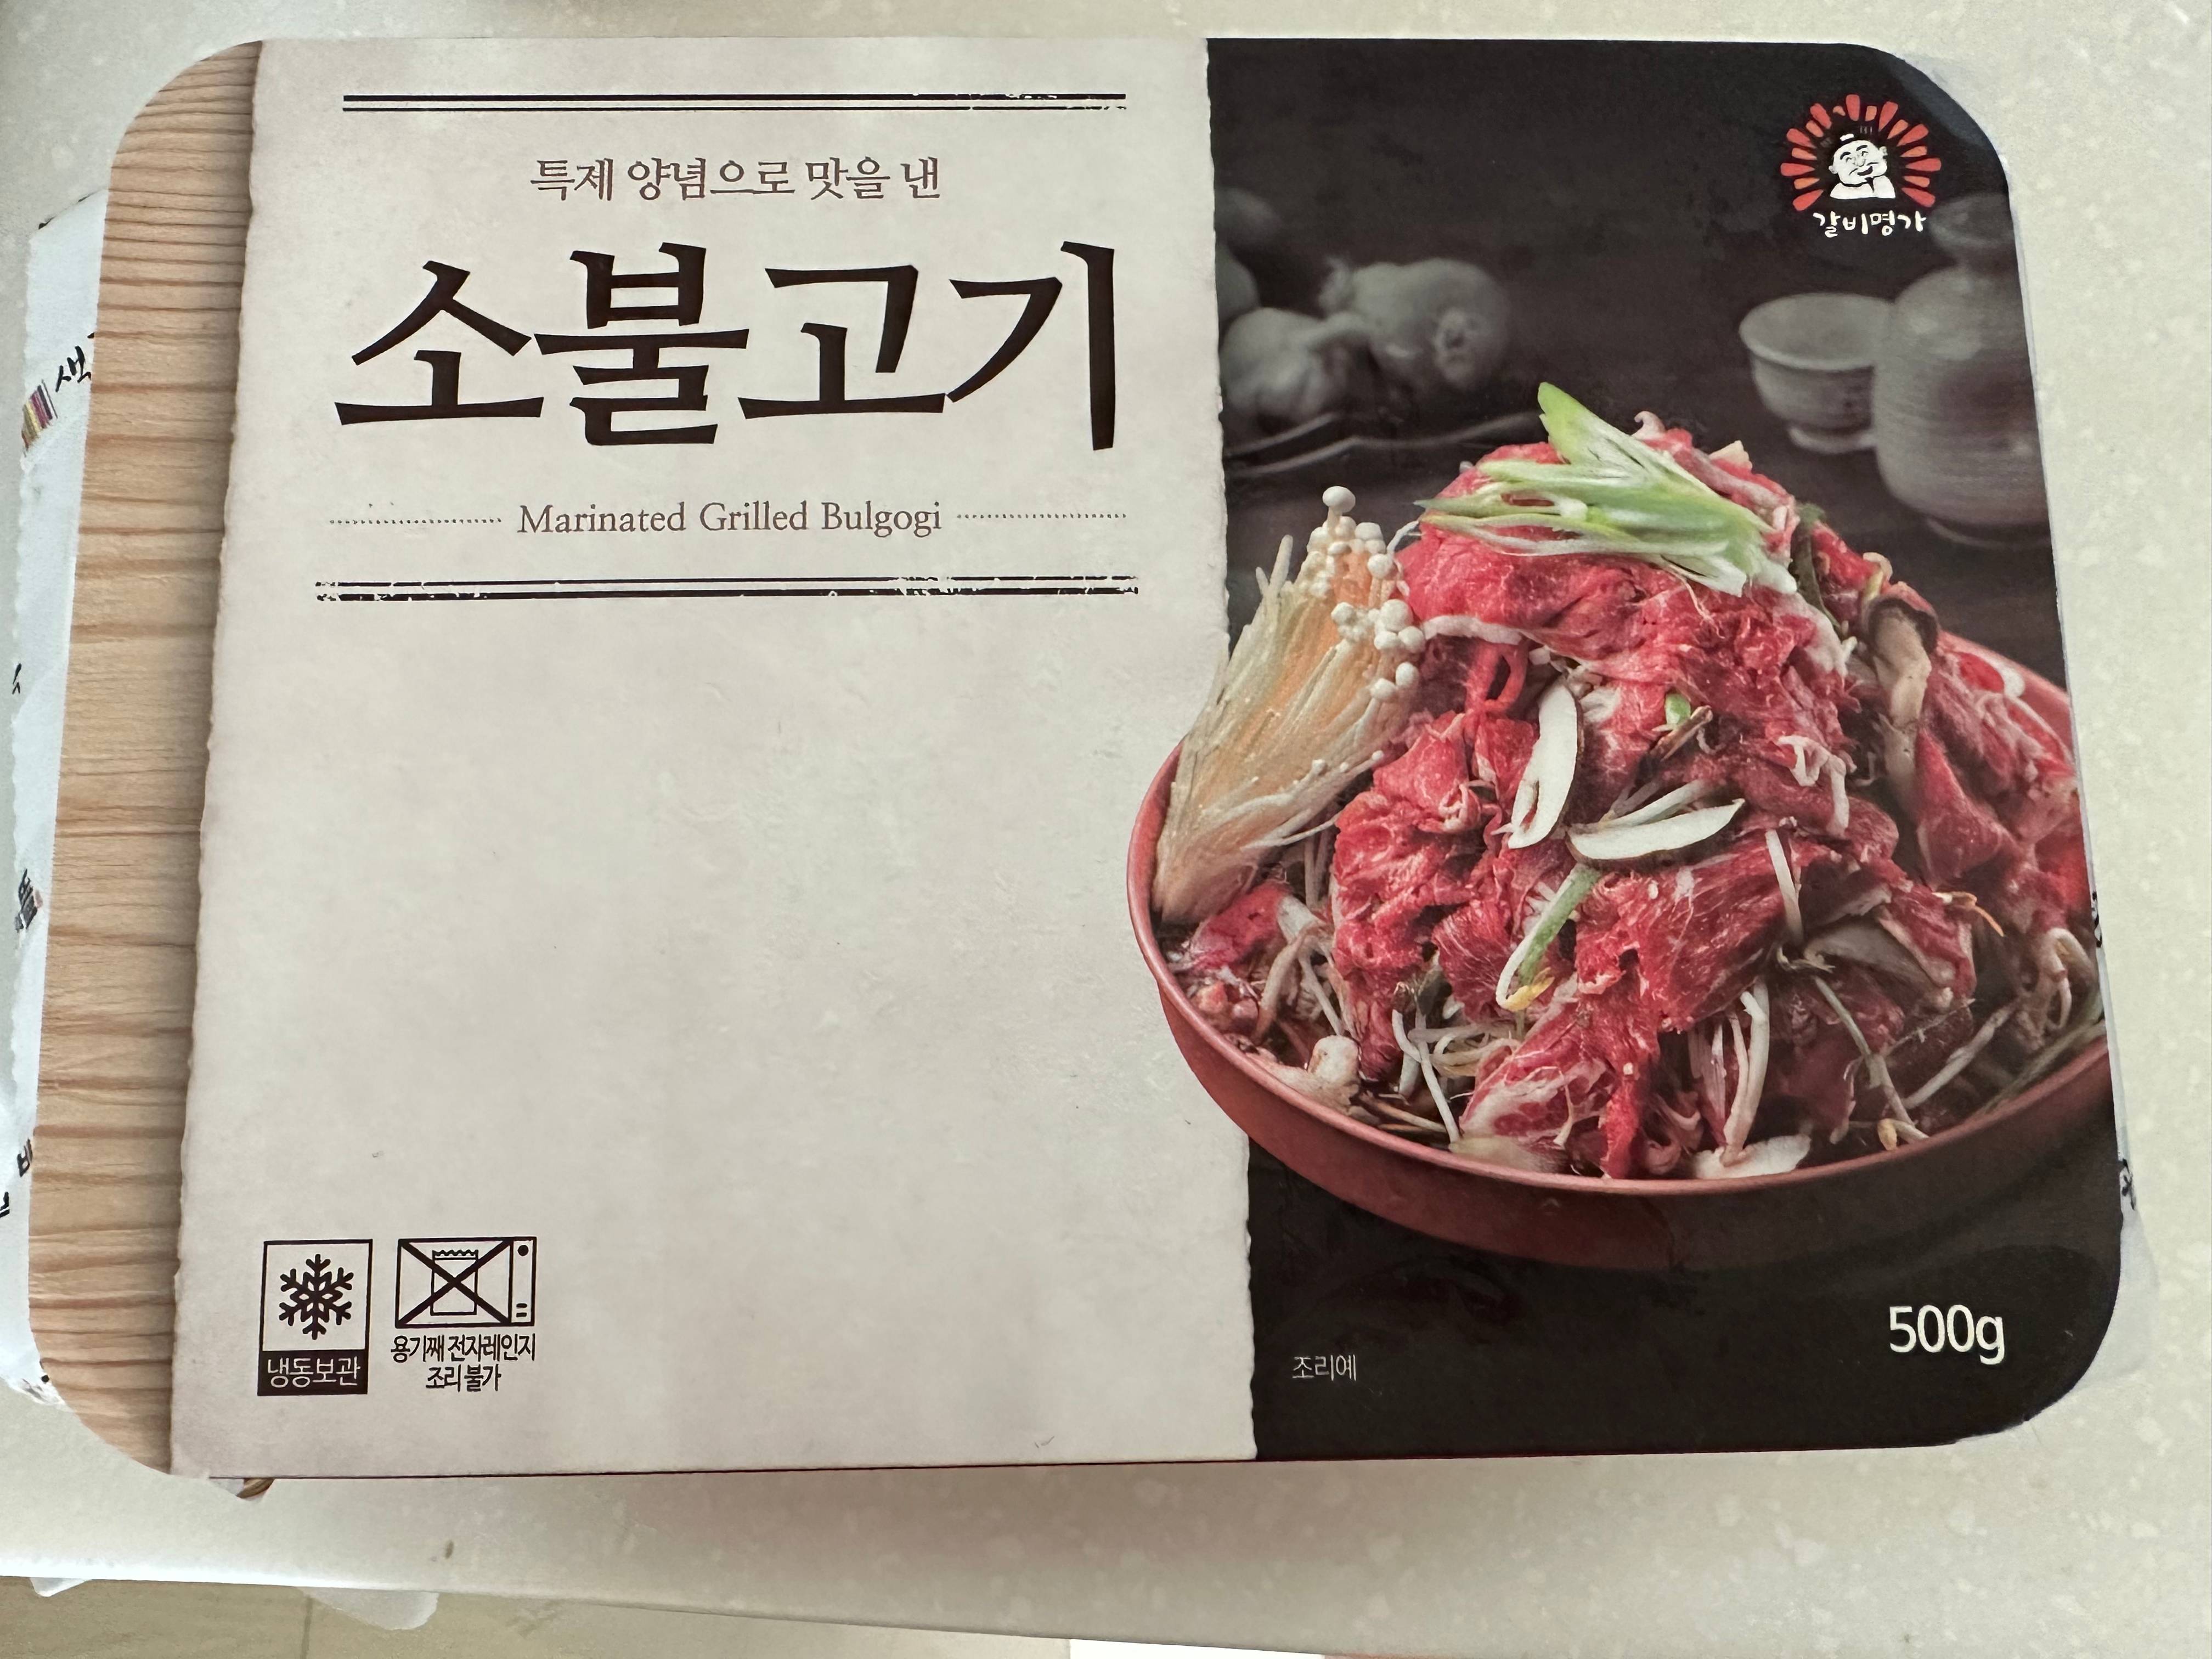 특제 양념으로 맛을 낸
소불고기
Marinated Grilled Bulgogi
갈비명가
냉동보관
용기째 전자레인지
조리 불가
조리예
500g